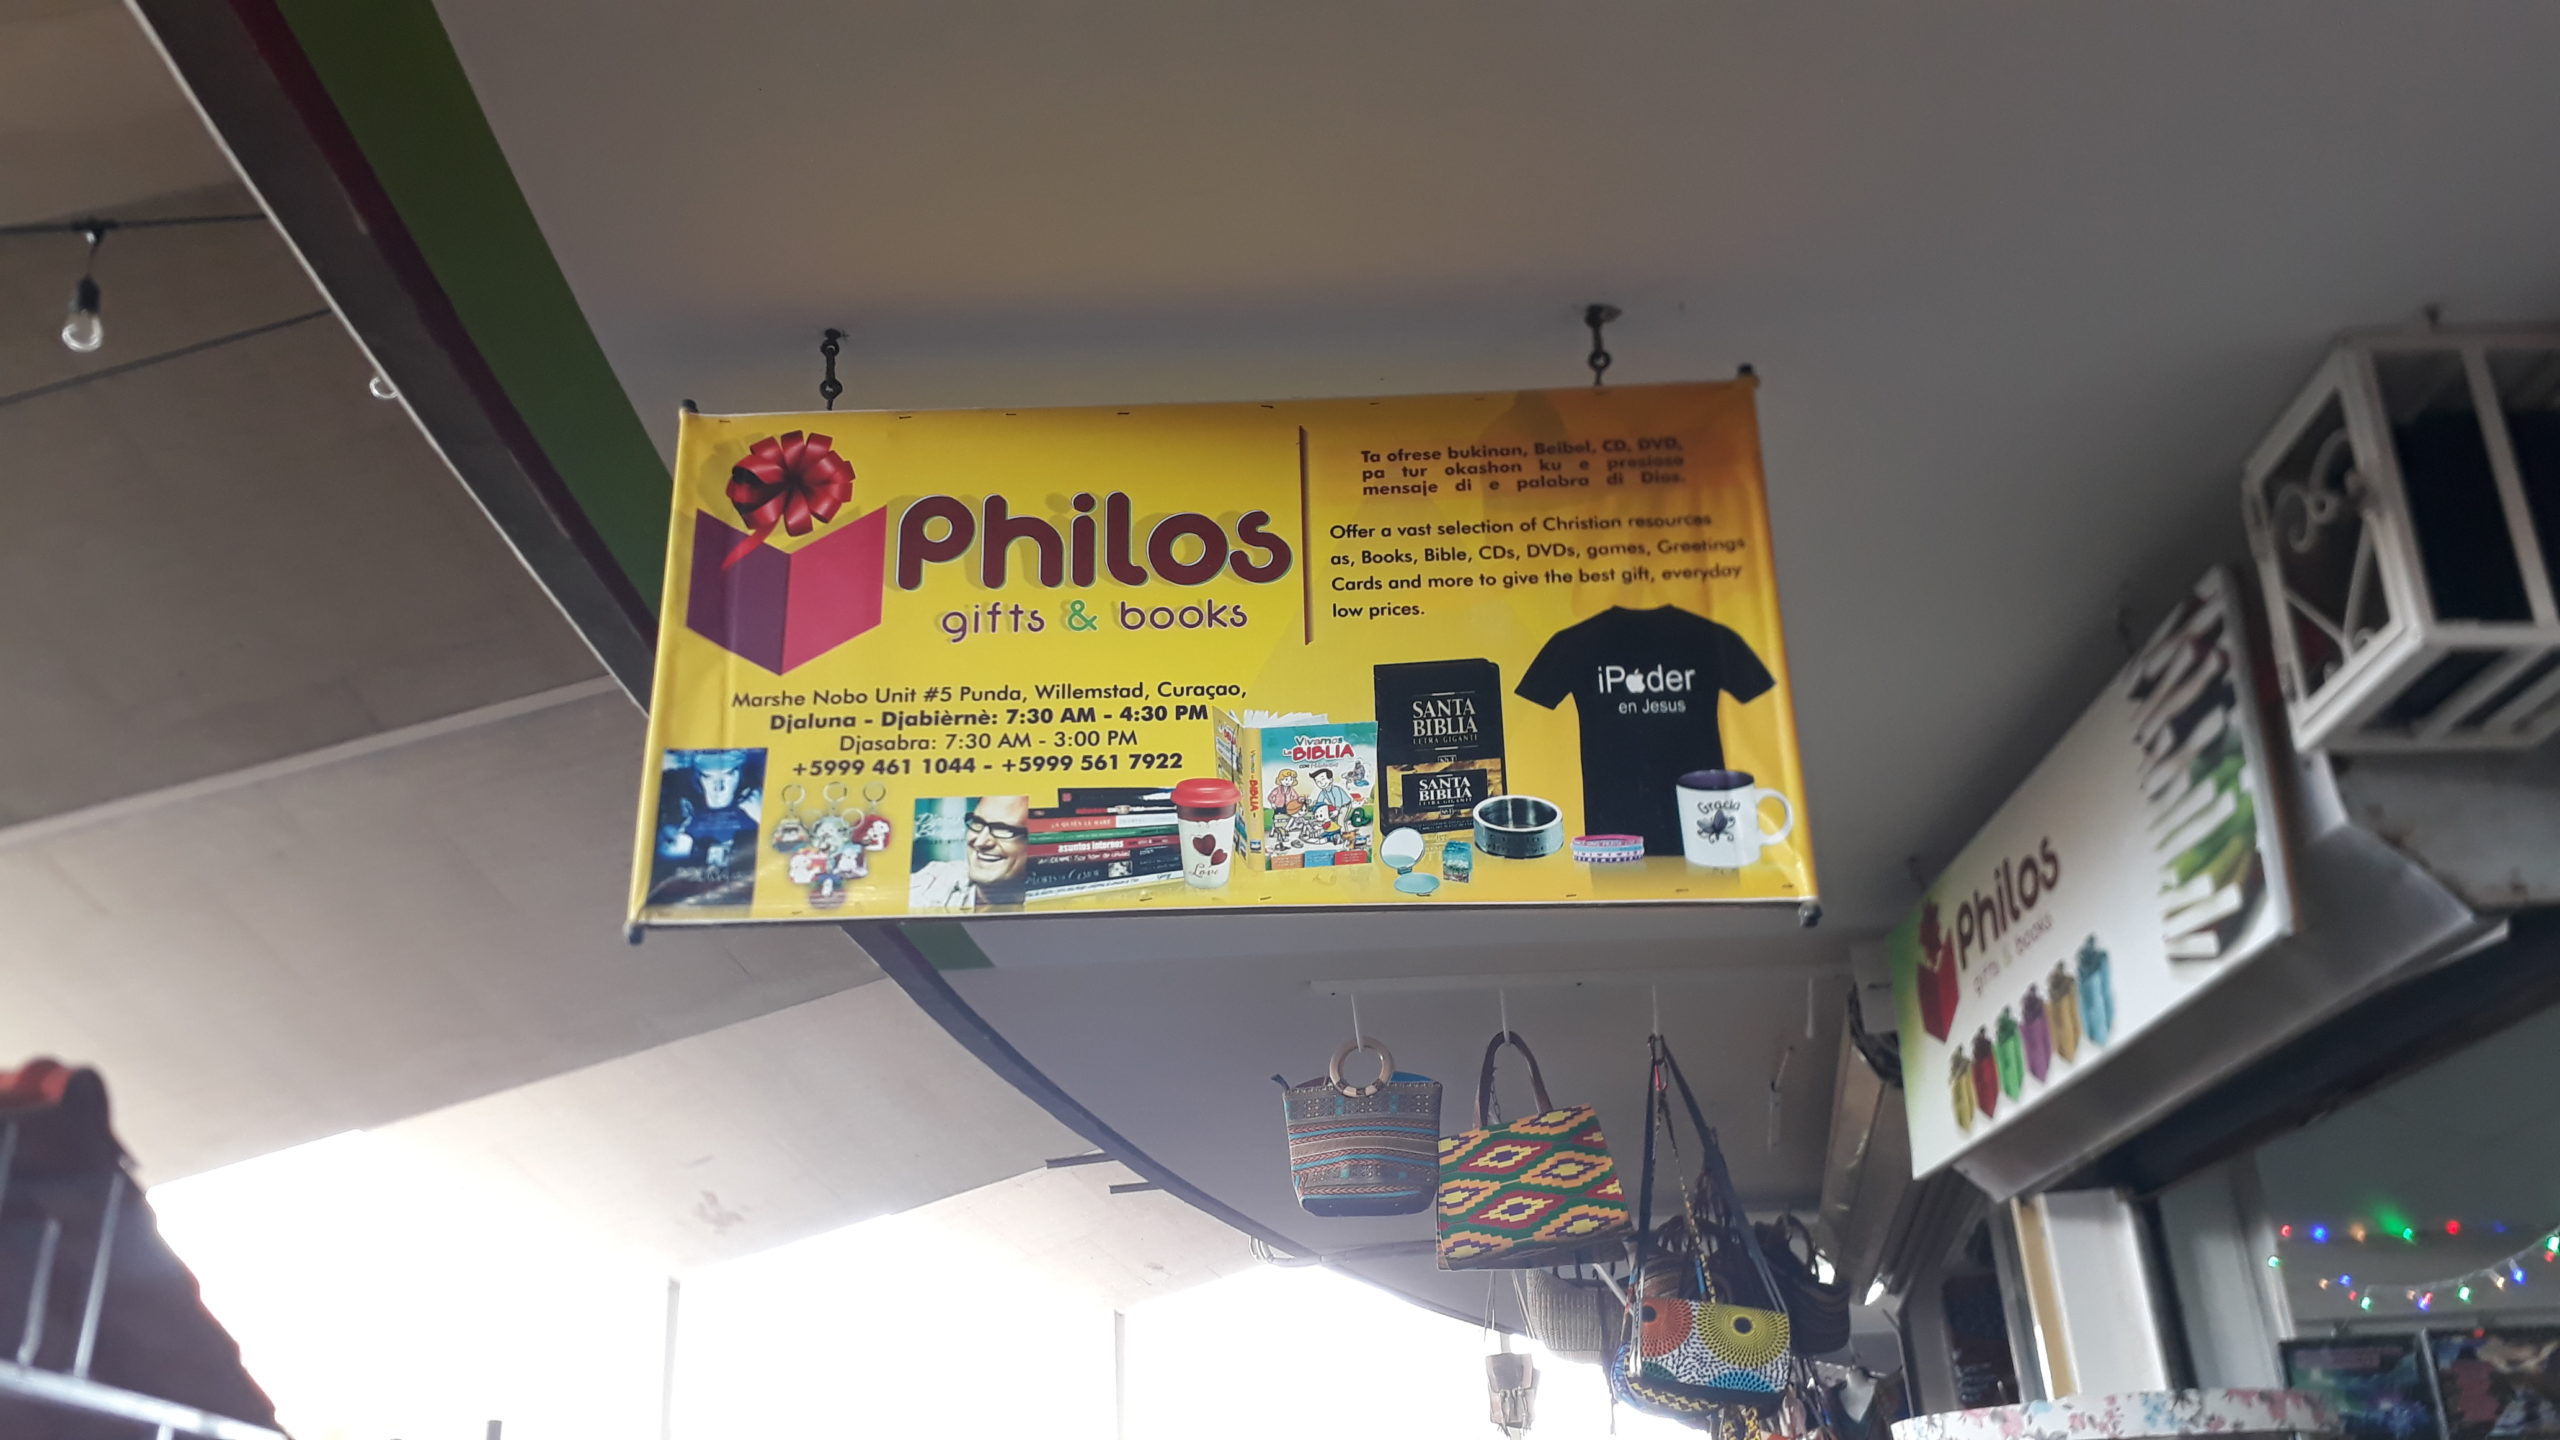 Philos
gifts & books
Marshe Nobo Unit #5 Punda, Willemstad, Curaçao,
Djaluna - Djabièrnè: 7:30 AM - 4:30 PM
Djasabra: 7:30 AM - 3:00 PM
+5999 461 1044 - +5999 561 7922
Ta ofrese bukinan, Beibel, CD, DVD,
pa tur okashon ku e presioso
mensaje di e palabra di Dios.
Offer a vast selection of Christian resources
as, Books, Bible, CDs, DVDs, games, Greetings
Cards and more to give the best gift, everyday
low prices.
iPoder
en Jesus
SANTA
BIBLIA
LETRA GIGANTE
SANTA
BIBLIA
Vivamos
La BIBLIA
BIBLIA
asuntos internos
Love
Gracia
Philos
gifts & books